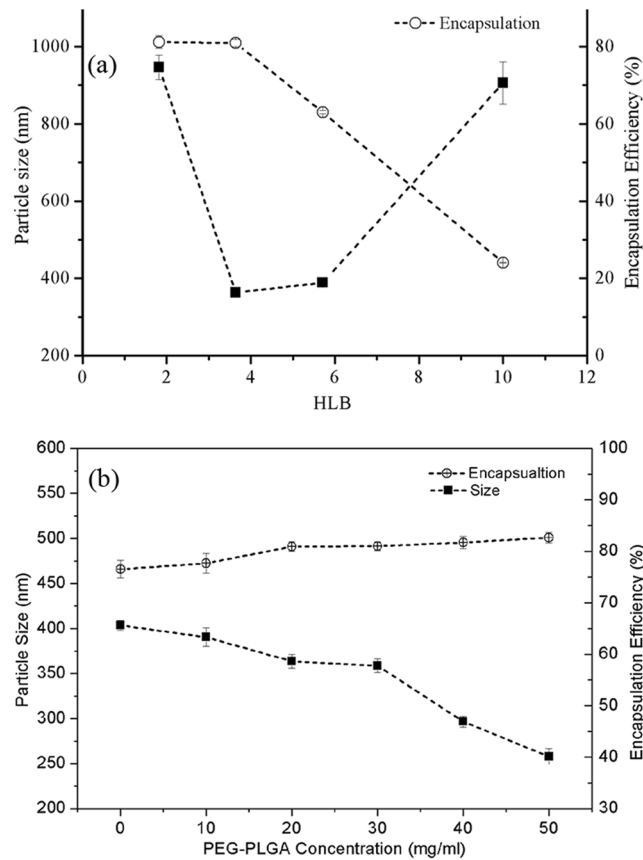 (a)
Encapsulation
1000
800
600
400
200
80
60
40
20
0
0 2 4 6 8 10 12
Particle size (nm)
Encapsulation Efficiency (%)
HLB
(b)
Encapsualtion
Size
600
550
500
450
400
350
300
250
200
100
90
80
70
60
50
40
30
0 10 20 30 40 50
Particle Size (nm)
Encapsulation Efficiency (%)
PEG-PLGA Concentration (mg/ml)